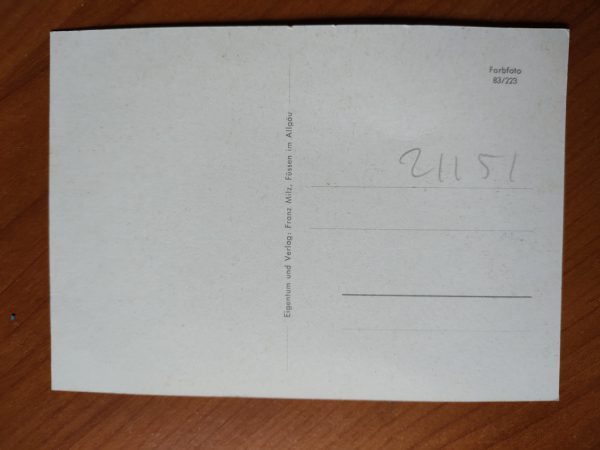 Farbfoto
83/223
21151
Eigentum und Verlag: Franz Milz, Füssen im Allgäu